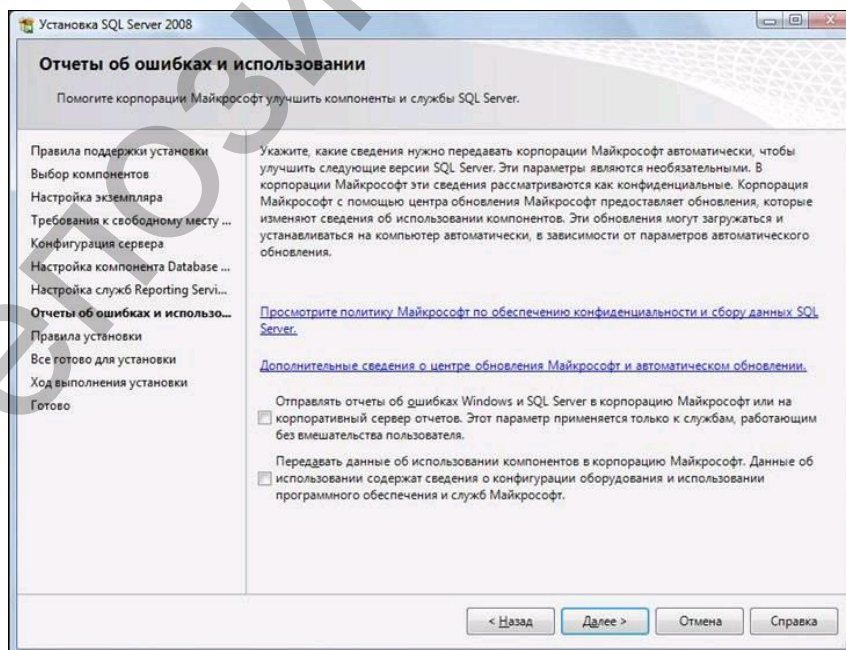 Установка SQL Server 2008
Отчеты об ошибках и использовании
Помогите корпорации Майкрософт улучшить компоненты и службы SQL Server.
Правила поддержки установки
Выбор компонентов
Настройка экземпляра
Требования к свободному месту ...
Конфигурация сервера
Настройка компонента Database ...
Настройка служб Reporting Servi...
Отчеты об ошибках и использо...
Правила установки
Все готово для установки
Ход выполнения установки
Готово
Укажите, какие сведения нужно передавать корпорации Майкрософт автоматически, чтобы
улучшить следующие версии SQL Server. Эти параметры являются необязательными. В
корпорации Майкрософт эти сведения рассматриваются как конфиденциальные. Корпорация
Майкрософт с помощью центра обновления Майкрософт предоставляет обновления, которые
изменяют сведения об использовании компонентов. Эти обновления могут загружаться и
устанавливаться на компьютер автоматически, в зависимости от параметров автоматического
обновления.
Просмотрите политику Майкрософт по обеспечению конфиденциальности и сбору данных SQL
Server.
Дополнительные сведения о центре обновления Майкрософт и автоматическом обновлении.
Отправлять отчеты об ошибках Windows и SQL Server в корпорацию Майкрософт или на
корпоративный сервер отчетов. Этот параметр применяется только к службам, работающим
без вмешательства пользователя.
Передавать данные об использовании компонентов в корпорацию Майкрософт. Данные об
использовании содержат сведения о конфигурации оборудования и использовании
программного обеспечения и служб Майкрософт.
< Назад
Далее >
Отмена
Справка